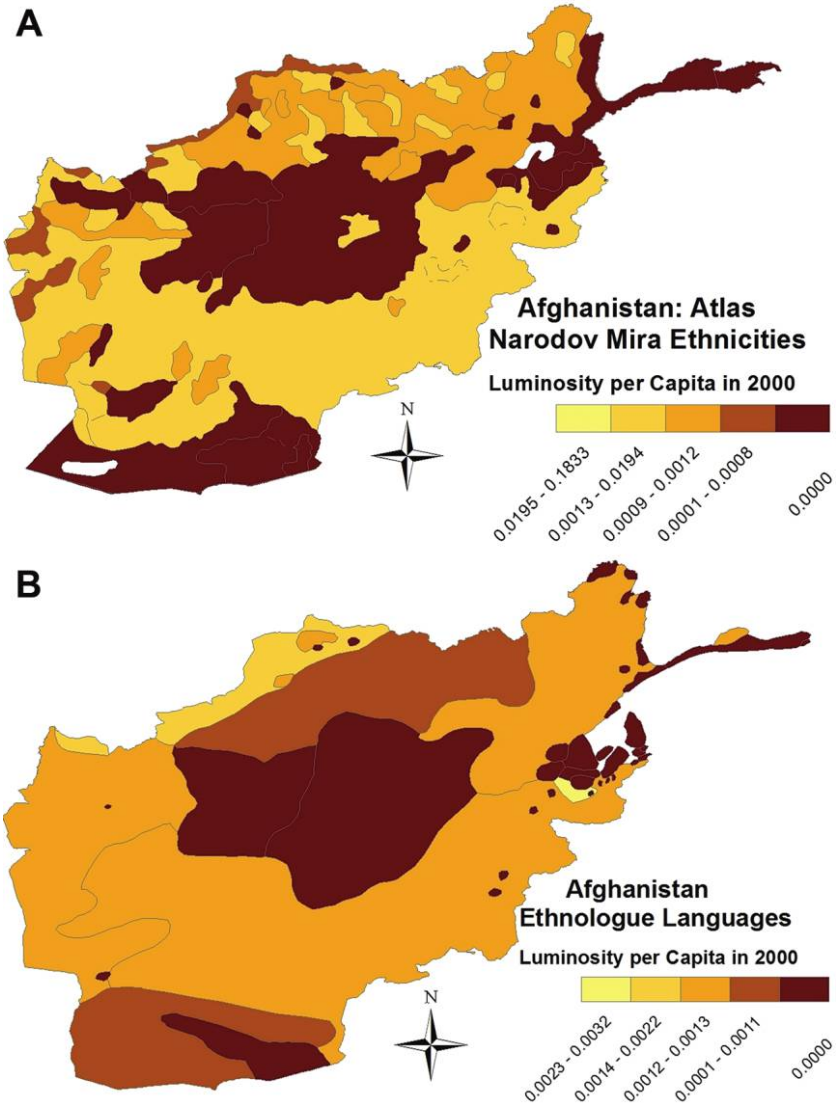 A
Afghanistan: Atlas
Narodov Mira Ethnicities
Luminosity per Capita in 2000
N
0.0195 - 0.1833
0.0013 - 0.0194
0.0009 - 0.0012
0.0001 - 0.0008
0.0000
B
Afghanistan
Ethnologue Languages
Luminosity per Capita in 2000
N
0.0023 - 0.0032
0.0014 - 0.0022
0.0012 - 0.0013
0.0001 - 0.0011
0.0000